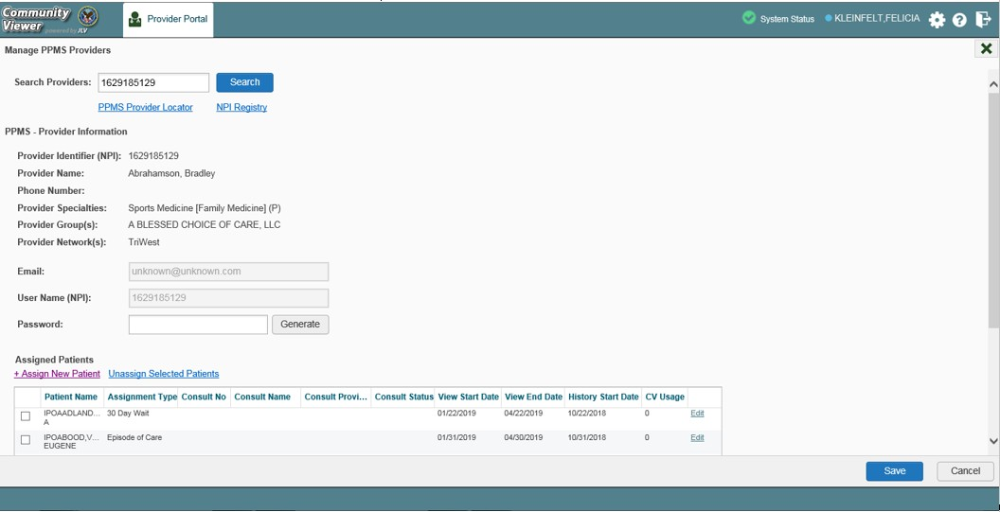 Community
Viewer powered by JLV
Provider Portal
System Status
KLEINFELT,FELICIA
Manage PPMS Providers
Search Providers: 1629185129 Search
PPMS Provider Locator NPI Registry
PPMS - Provider Information
Provider Identifier (NPI): 1629185129
Provider Name: Abrahamson, Bradley
Phone Number:
Provider Specialties: Sports Medicine [Family Medicine] (P)
Provider Group(s): A BLESSED CHOICE OF CARE, LLC
Provider Network(s): TriWest
Email: unknown@unknown.com
User Name (NPI): 1629185129
Password: Generate
Assigned Patients
+ Assign New Patient Unassign Selected Patients
Patient Name Assignment Type Consult No Consult Name Consult Provi... Consult Status View Start Date View End Date History Start Date CV Usage
IPOAADLAND... 30 Day Wait 01/22/2019 04/22/2019 10/22/2018 0 Edit
A
IPOABOOD,V... Episode of Care 01/31/2019 04/30/2019 10/31/2018 0 Edit
EUGENE
Save Cancel